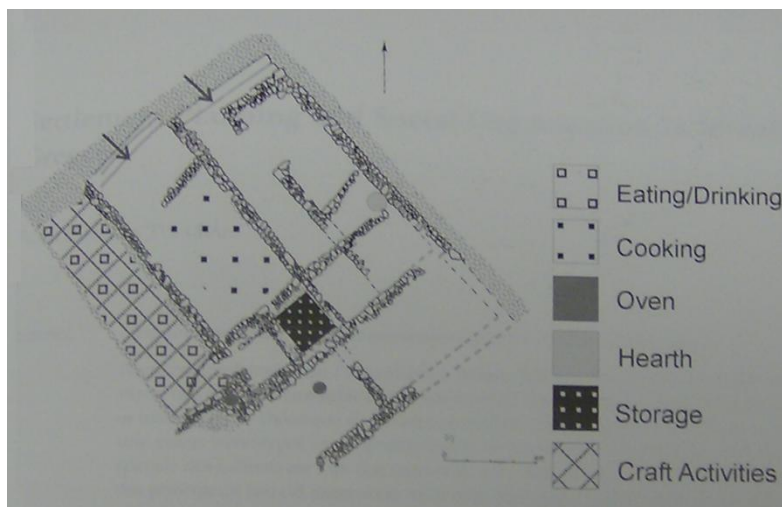 Eating/Drinking
Cooking
Oven
Hearth
Storage
Craft Activities